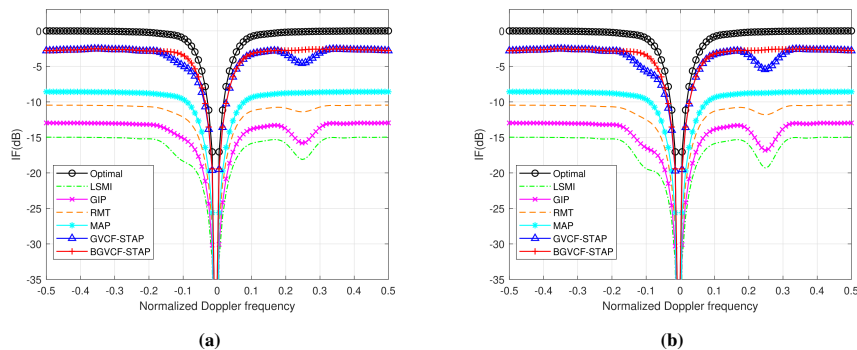 0
-5
-10
-15
-20
-25
-30
-35
IF(dB)
Optimal
LSMI
GIP
RMT
MAP
GVCF-STAP
BGVCF-STAP
-0.5 -0.4 -0.3 -0.2 -0.1 0 0.1 0.2 0.3 0.4 0.5
Normalized Doppler frequency
(a)
0
-5
-10
-15
-20
-25
-30
-35
IF(dB)
Optimal
LSMI
GIP
RMT
MAP
GVCF-STAP
BGVCF-STAP
-0.5 -0.4 -0.3 -0.2 -0.1 0 0.1 0.2 0.3 0.4 0.5
Normalized Doppler frequency
(b)